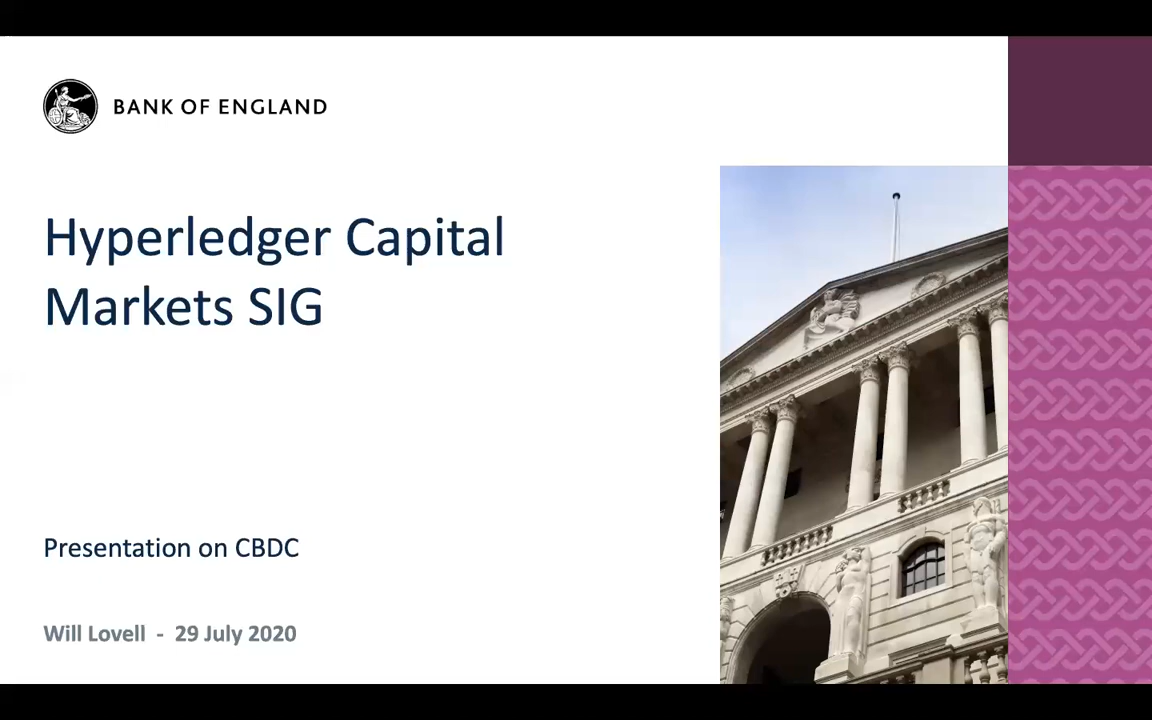 BANK OF ENGLAND
Hyperledger Capital
Markets SIG
Presentation on CBDC
Will Lovell - 29 July 2020